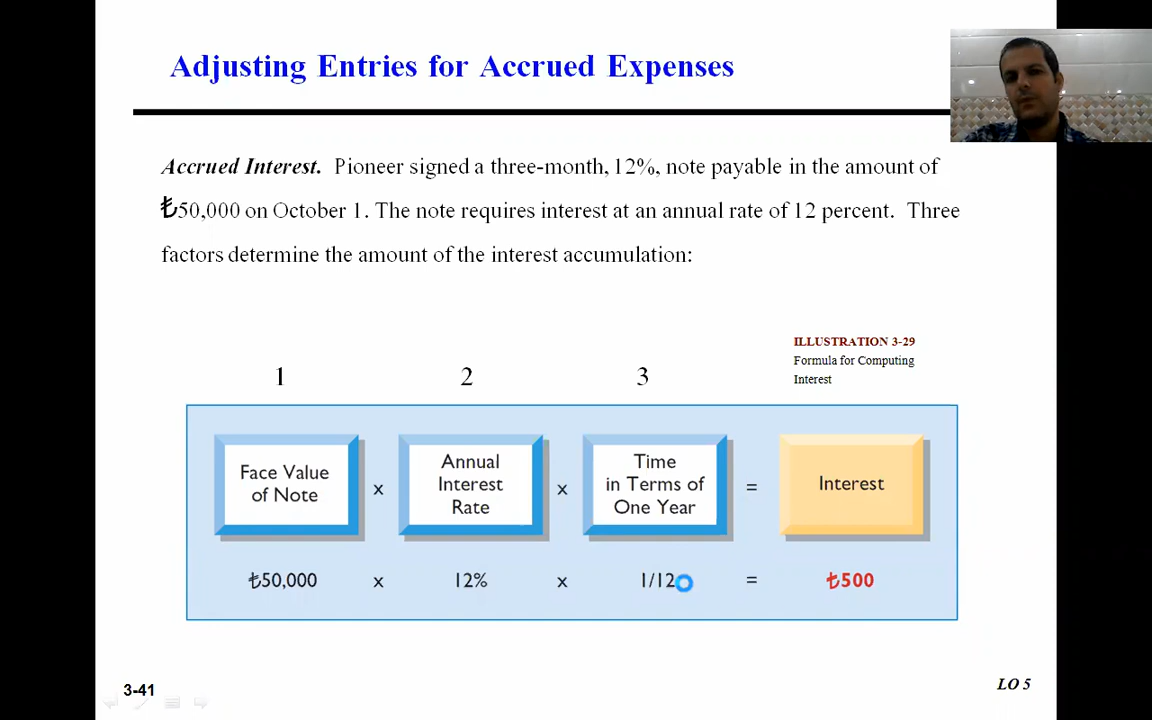 Adjusting Entries for Accrued Expenses
Accrued Interest. Pioneer signed a three-month, 12%, note payable in the amount of
₺50,000 on October 1. The note requires interest at an annual rate of 12 percent. Three
factors determine the amount of the interest accumulation:
ILLUSTRATION 3-29
Formula for Computing
Interest
1 2 3
Face Value
of Note
x
Annual
Interest
Rate
x
Time
in Terms of
One Year
=
Interest
₺50,000 x 12% x 1/12 = ₺500
3-41
LO 5